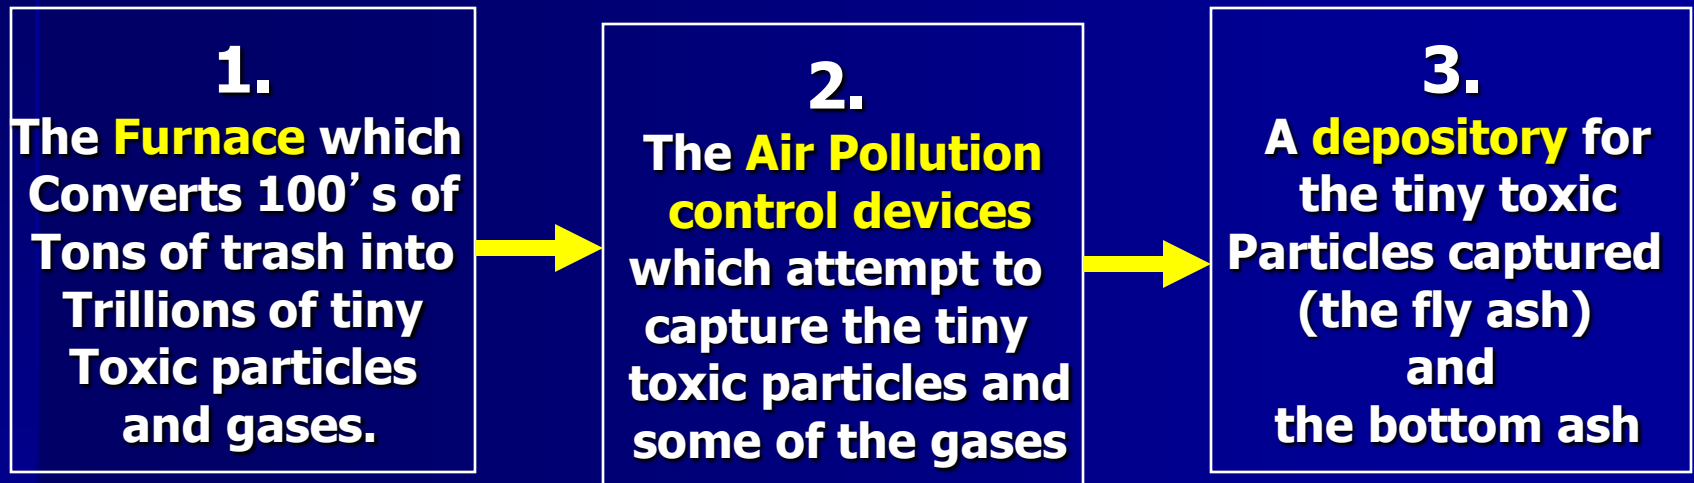 1.
The Furnace which
Converts 100’s of
Tons of trash into
Trillions of tiny
Toxic particles
and gases.
2.
The Air Pollution
control devices
which attempt to
capture the tiny
toxic particles and
some of the gases
3.
A depository for
the tiny toxic
Particles captured
(the fly ash)
and
the bottom ash